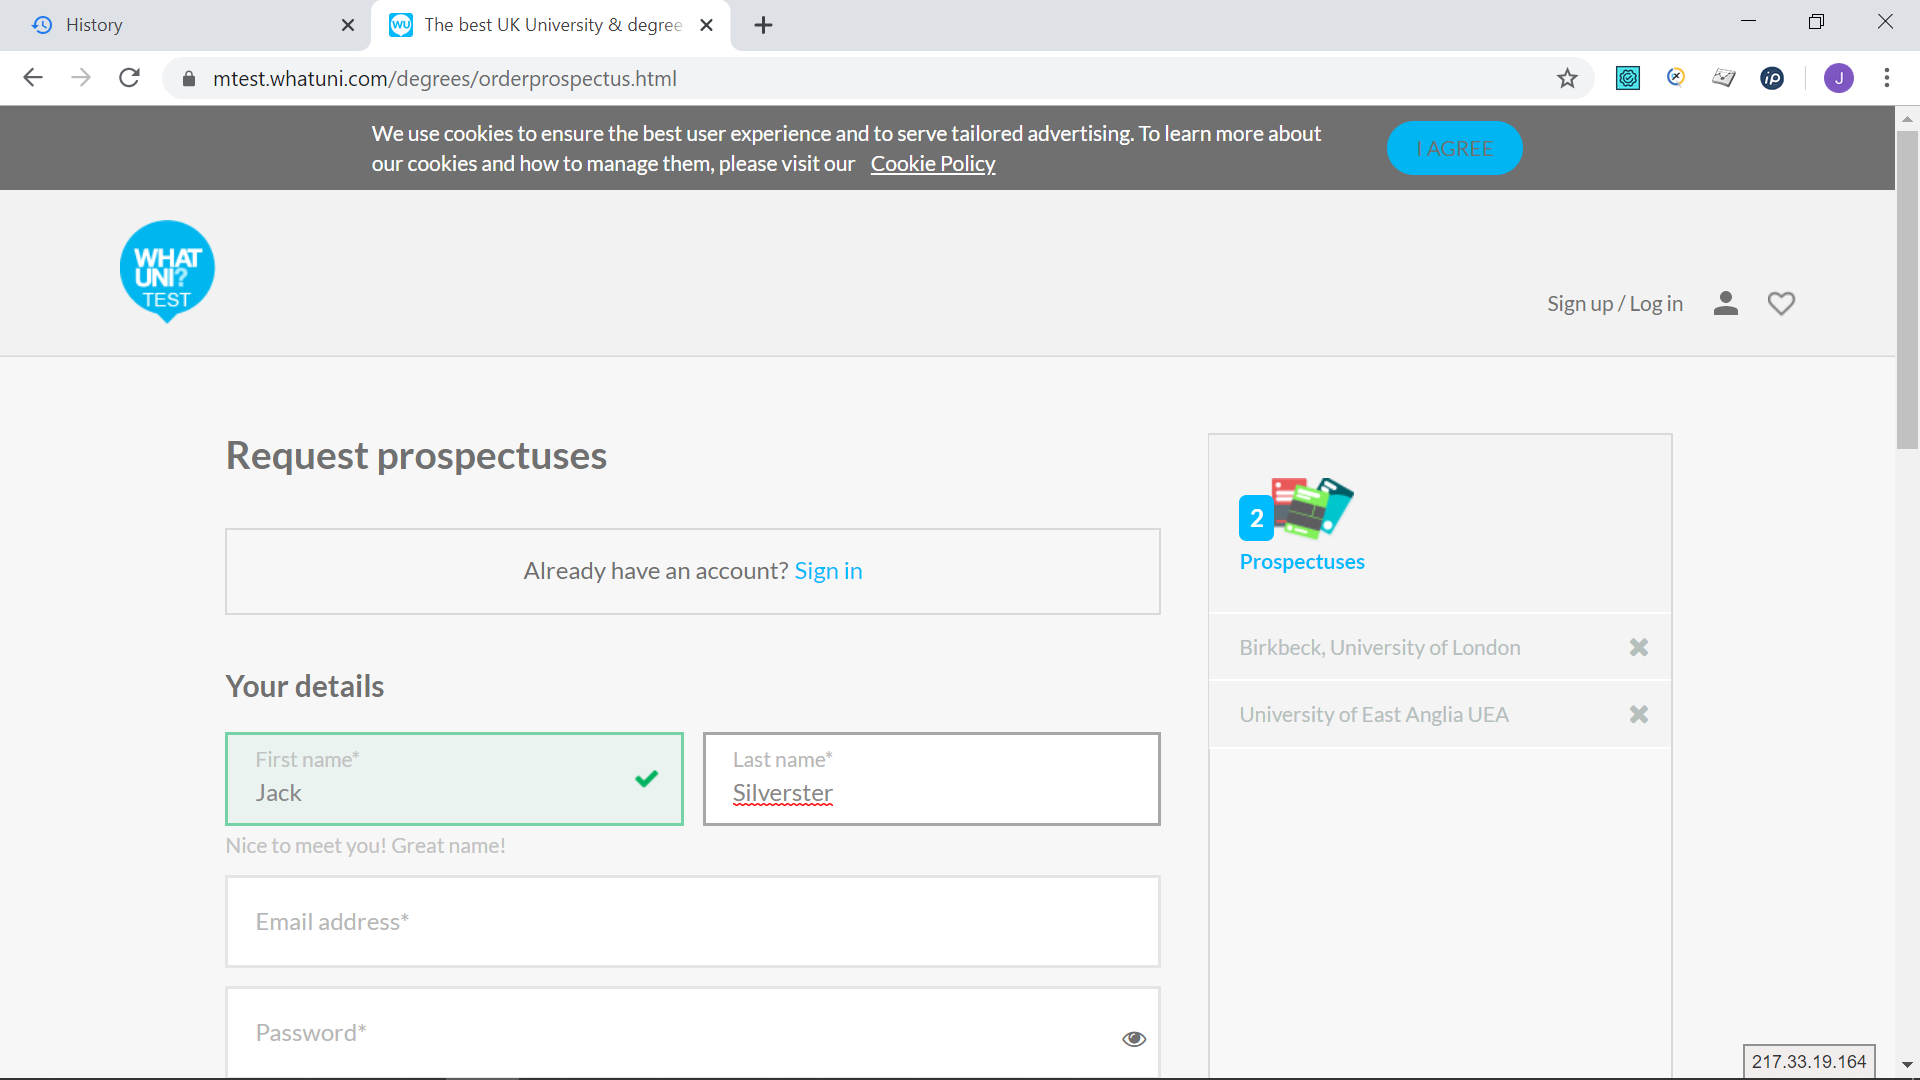 History
The best UK University & degree
mtest.whatuni.com/degrees/orderprospectus.html
J
We use cookies to ensure the best user experience and to serve tailored advertising. To learn more about
our cookies and how to manage them, please visit our Cookie Policy
I AGREE
WHAT
UNI?
TEST
Sign up / Log in
Request prospectuses
Already have an account? Sign in
Your details
First name*
Jack
Last name*
Silverster
Nice to meet you! Great name!
Email address*
Password*
2
Prospectuses
Birkbeck, University of London
University of East Anglia UEA
217.33.19.164
WU
ip